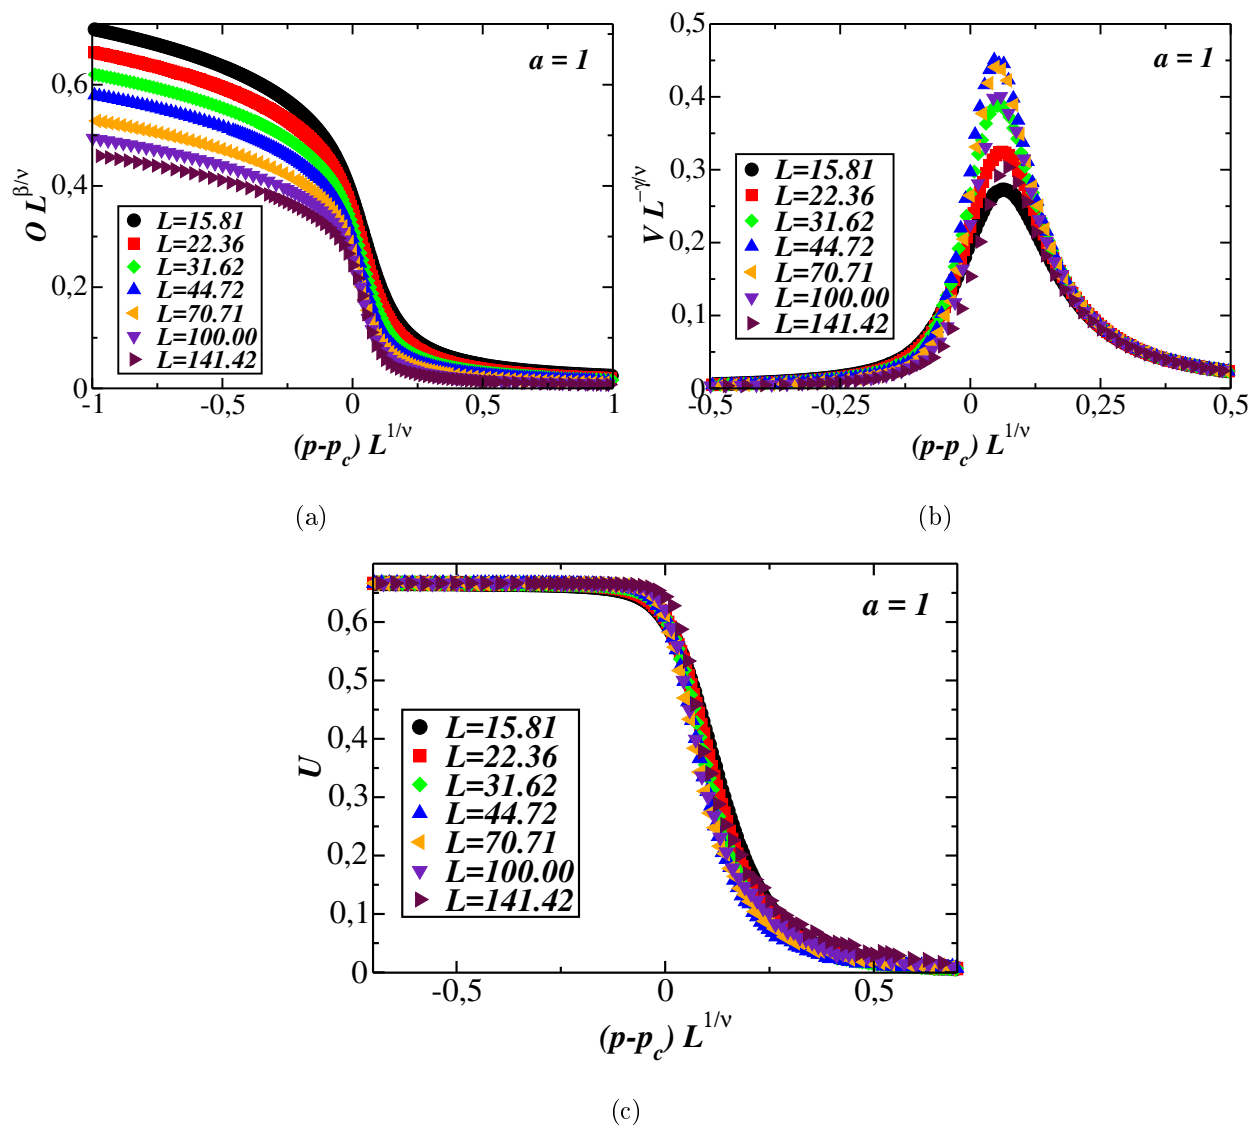 a = 1
0,6
0,4
0,2
0
O L^{β/ν}
L=15.81
L=22.36
L=31.62
L=44.72
L=70.71
L=100.00
L=141.42
-1 -0,5 0 0,5 1
(p-p_c) L^{1/ν}
(a)
a = 1
0,5
0,4
0,3
0,2
0,1
0
V L^{-γ/ν}
L=15.81
L=22.36
L=31.62
L=44.72
L=70.71
L=100.00
L=141.42
-0,5 -0,25 0 0,25 0,5
(p-p_c) L^{1/ν}
(b)
a = 1
0,6
0,5
0,4
0,3
0,2
0,1
0
U
L=15.81
L=22.36
L=31.62
L=44.72
L=70.71
L=100.00
L=141.42
-0,5 0 0,5
(p-p_c) L^{1/ν}
(c)